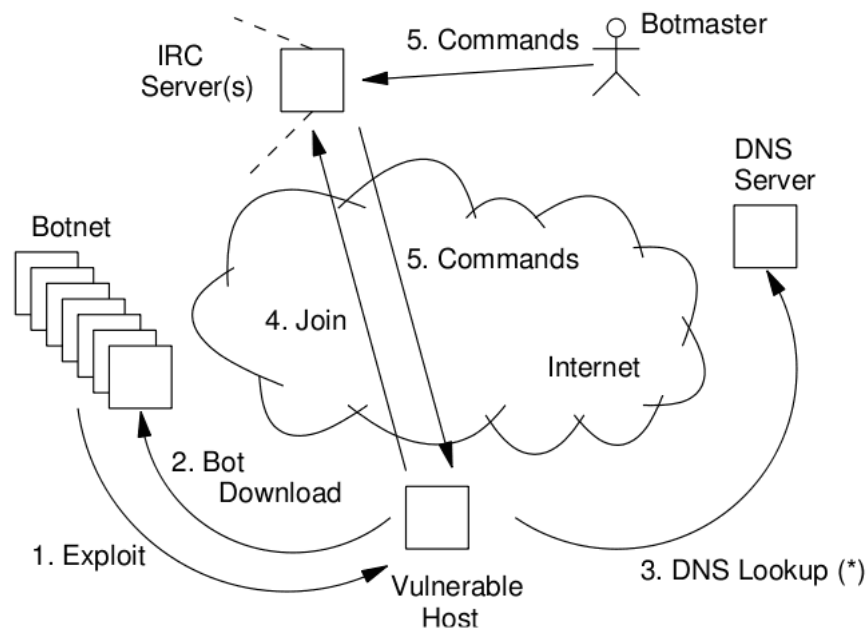 5. Commands
Botmaster
IRC
Server(s)
DNS
Server
Botnet
5. Commands
4. Join
Internet
2. Bot
Download
1. Exploit
3. DNS Lookup (*)
Vulnerable
Host